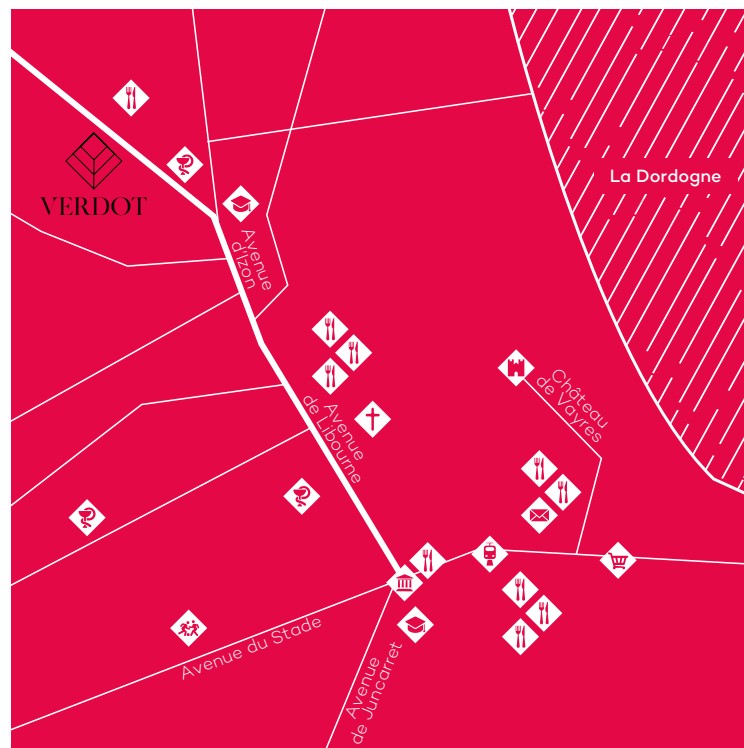 La Dordogne
VERDOT
Avenue
d'Izon
Château
de Vayres
Avenue
de Libourne
Avenue du Stade
Avenue
de Juncarret